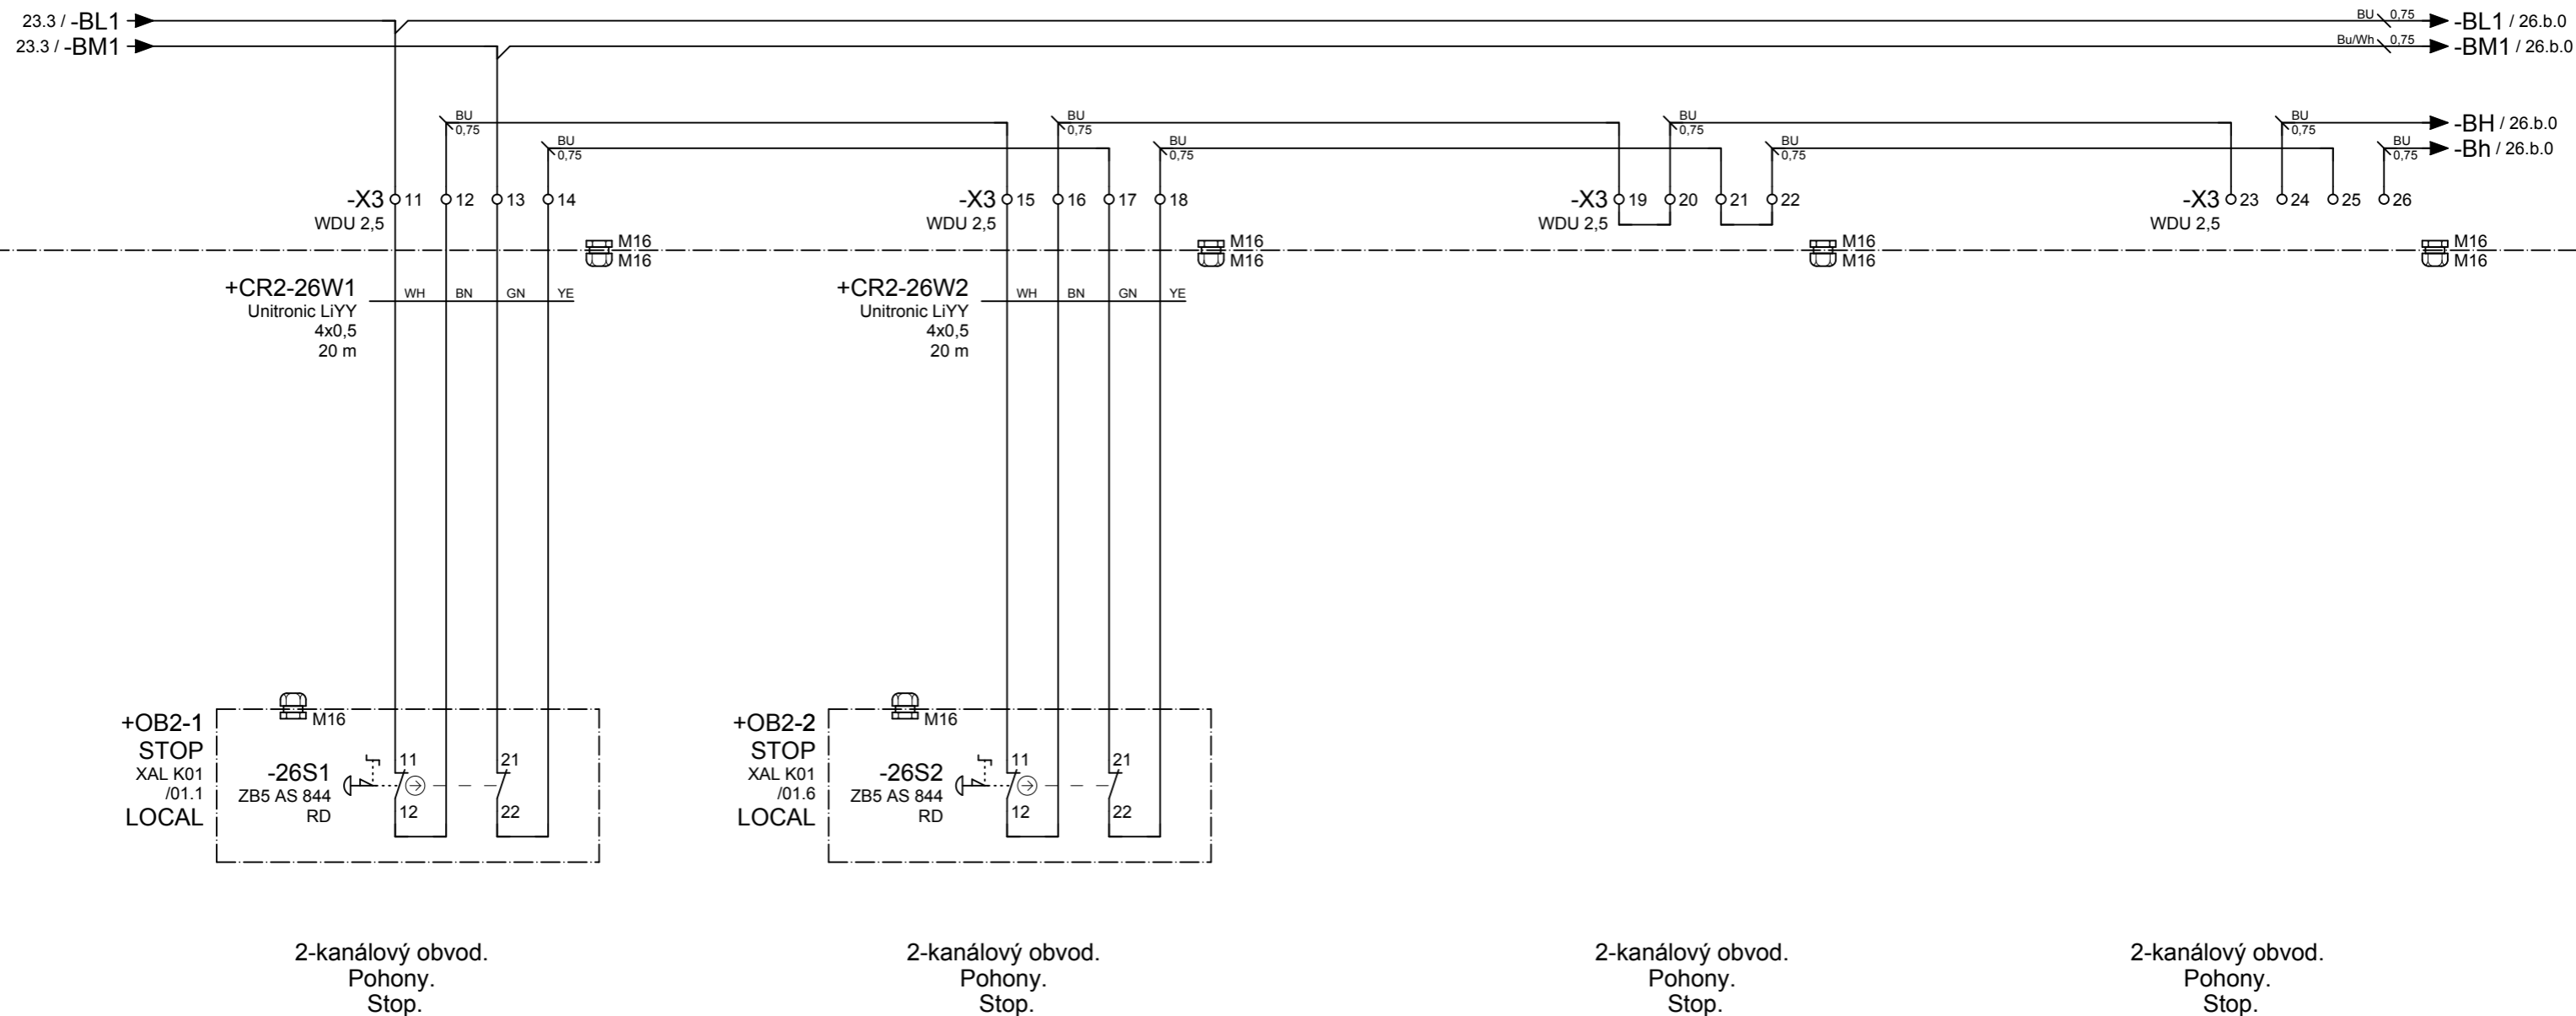 23.3 / -BL1
BU 0,75
-BL1 / 26.b.0
23.3 / -BM1
Bu/Wh 0,75
-BM1 / 26.b.0
BU
0,75
BU
0,75
BU
0,75
BU
0,75
-BH / 26.b.0
BU
0,75
BU
0,75
BU
0,75
BU
0,75
-Bh / 26.b.0
-X3 11 12 13 14
WDU 2,5
-X3 15 16 17 18
WDU 2,5
-X3 19 20 21 22
WDU 2,5
-X3 23 24 25 26
WDU 2,5
M16
M16
M16
M16
M16
M16
M16
M16
+CR2-26W1
Unitronic LiYY
4x0,5
20 m
WH BN GN YE
+CR2-26W2
Unitronic LiYY
4x0,5
20 m
WH BN GN YE
+OB2-1
STOP
XAL K01
/01.1
LOCAL
M16
-26S1
ZB5 AS 844
RD
11
12
21
22
+OB2-2
STOP
XAL K01
/01.6
LOCAL
M16
-26S2
ZB5 AS 844
RD
11
12
21
22
2-kanálový obvod.
Pohony.
Stop.
2-kanálový obvod.
Pohony.
Stop.
2-kanálový obvod.
Pohony.
Stop.
2-kanálový obvod.
Pohony.
Stop.